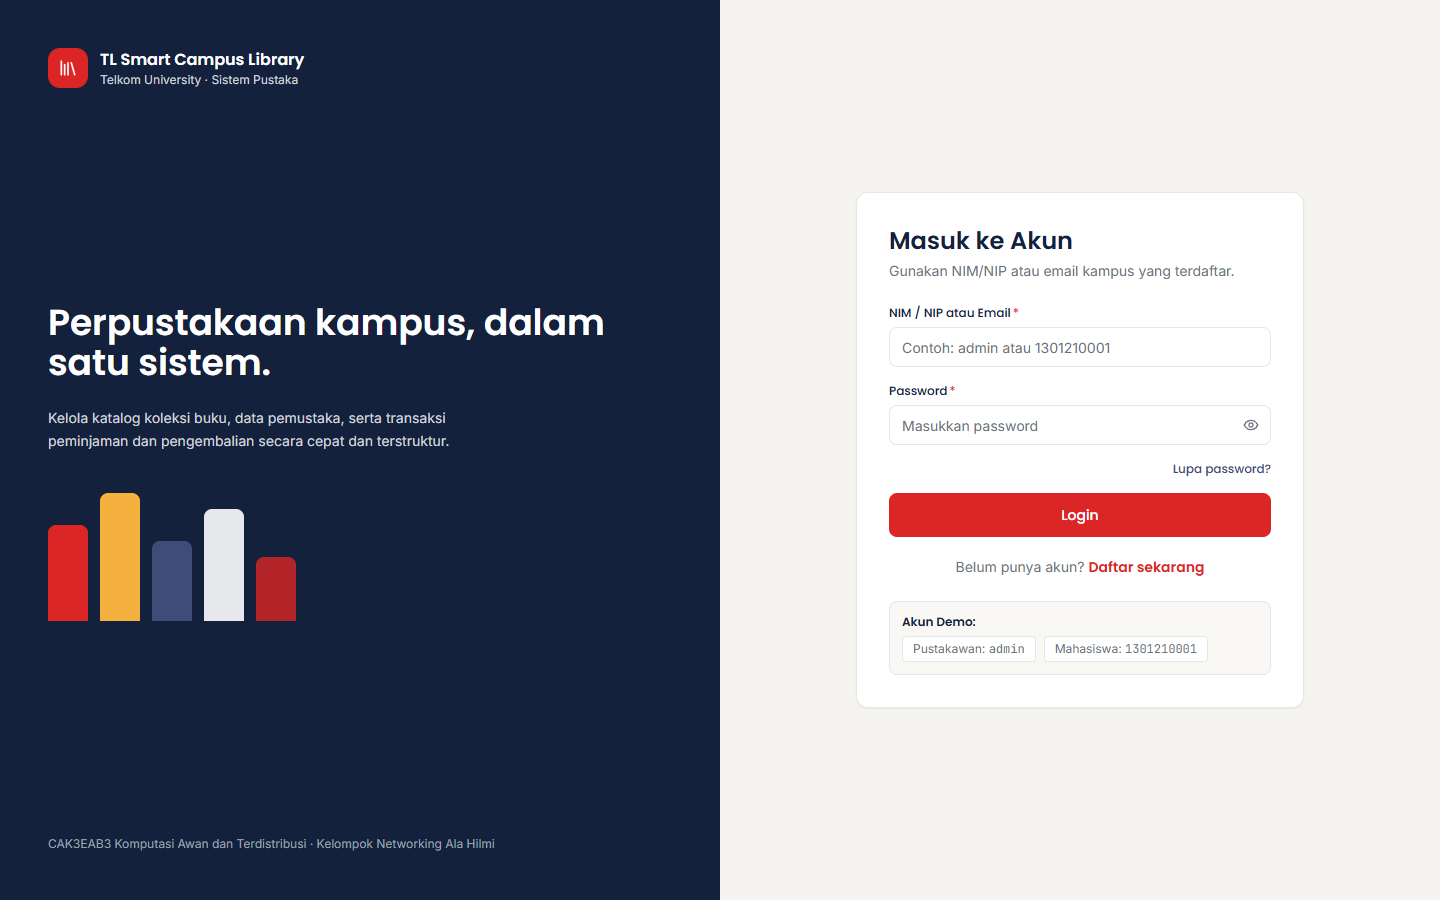 TL Smart Campus Library
Telkom University · Sistem Pustaka
Perpustakaan kampus, dalam
satu sistem.
Kelola katalog koleksi buku, data pemustaka, serta transaksi
peminjaman dan pengembalian secara cepat dan terstruktur.
CAK3EAB3 Komputasi Awan dan Terdistribusi · Kelompok Networking Ala Hilmi
Masuk ke Akun
Gunakan NIM/NIP atau email kampus yang terdaftar.
NIM / NIP atau Email *
Contoh: admin atau 1301210001
Password *
Masukkan password
Lupa password?
Login
Belum punya akun? Daftar sekarang
Akun Demo:
Pustakawan: admin Mahasiswa: 1301210001